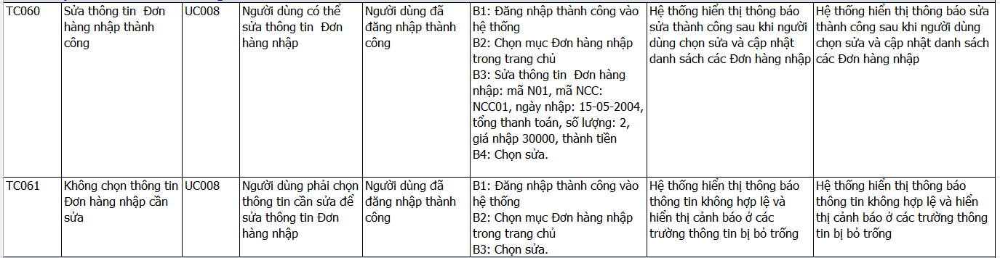 TC060
Sửa thông tin  Đơn
hàng nhập thành
công
UC008
Người dùng có thể
sửa thông tin  Đơn
hàng nhập
Người dùng đã
đăng nhập thành
công
B1: Đăng nhập thành công vào
hệ thống
B2: Chọn mục Đơn hàng nhập
trong trang chủ
B3: Sửa thông tin  Đơn hàng
nhập: mã N01, mã NCC:
NCC01, ngày nhập: 15-05-2004,
tổng thanh toán, số lượng: 2,
giá nhập 30000, thành tiền
B4: Chọn sửa.
Hệ thống hiển thị thông báo
sửa thành công sau khi người
dùng chọn sửa và cập nhật
danh sách các Đơn hàng nhập
Hệ thống hiển thị thông báo sửa
thành công sau khi người dùng
chọn sửa và cập nhật danh sách
các Đơn hàng nhập
TC061
Không chọn thông tin
Đơn hàng nhập cần
sửa
UC008
Người dùng phải chọn
thông tin cần sửa để
sửa thông tin Đơn
hàng nhập
Người dùng đã
đăng nhập thành
công
B1: Đăng nhập thành công vào
hệ thống
B2: Chọn mục Đơn hàng nhập
trong trang chủ
B3: Chọn sửa.
Hệ thống hiển thị thông báo
thông tin không hợp lệ và
hiển thị cảnh báo ở các
trường thông tin bị bỏ trống
Hệ thống hiển thị thông báo
thông tin không hợp lệ và hiển
thị cảnh báo ở các trường thông
tin bị bỏ trống